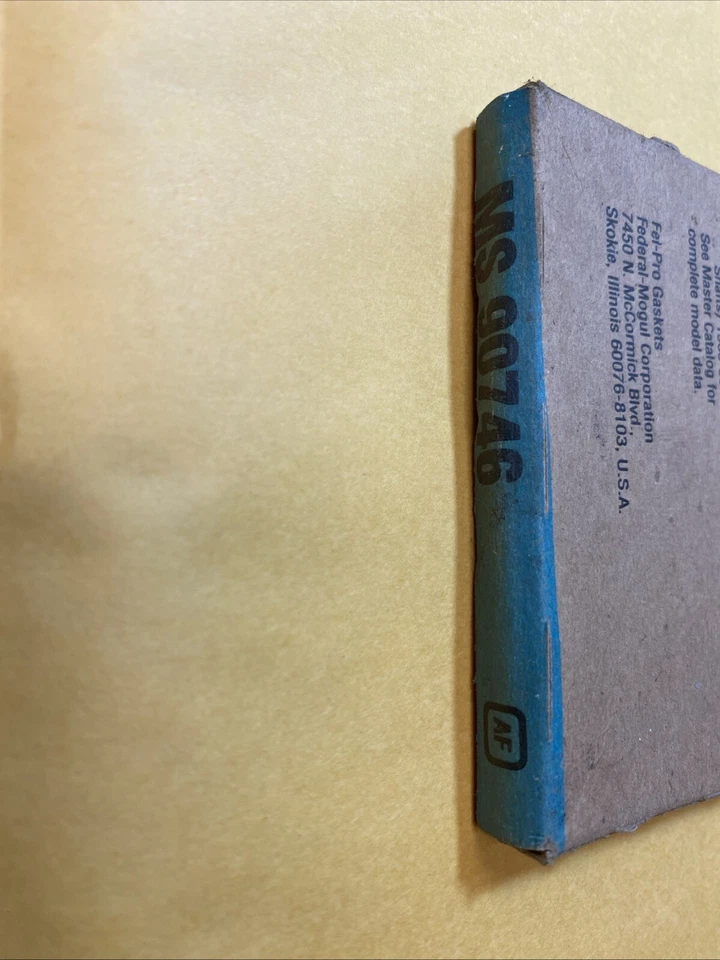 MS 90746
AF
See Master Catalog for
complete model data.
Fel-Pro Gaskets
Federal-Mogul Corporation
7450 N. McCormick Blvd.,
Skokie, Illinois 60076-8103, U.S.A.